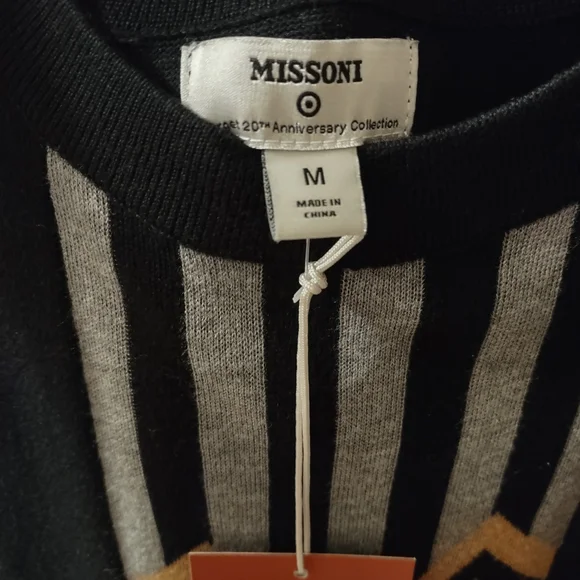 MISSONI
20TH Anniversary Collection
M
MADE IN
CHINA